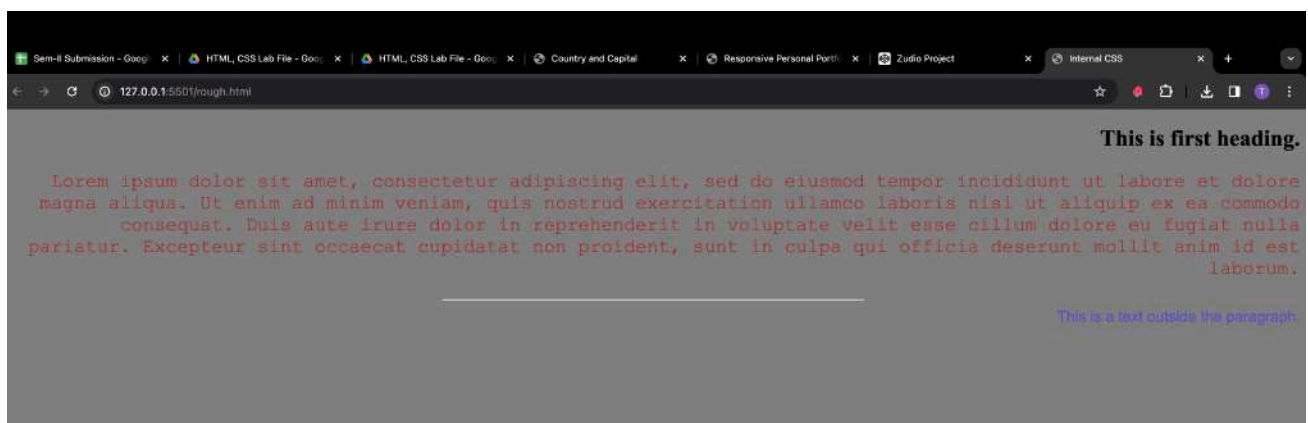 Sem-II Submission - Goog
HTML, CSS Lab File - Goog
HTML, CSS Lab File - Goog
Country and Capital
Responsive Personal Portf
Zudio Project
Internal CSS
127.0.0.1:5501/rough.html
T
This is first heading.
Lorem ipsum dolor sit amet, consectetur adipiscing elit, sed do eiusmod tempor incididunt ut labore et dolore
magna aliqua. Ut enim ad minim veniam, quis nostrud exercitation ullamco laboris nisi ut aliquip ex ea commodo
consequat. Duis aute irure dolor in reprehenderit in voluptate velit esse cillum dolore eu fugiat nulla
pariatur. Excepteur sint occaecat cupidatat non proident, sunt in culpa qui officia deserunt mollit anim id est
laborum.
This is a text outside the paragraph.